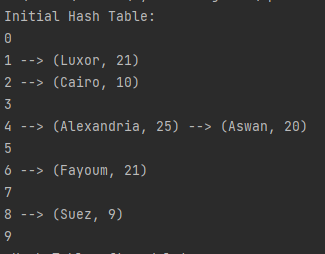 Initial Hash Table:
0
1 --> (Luxor, 21)
2 --> (Cairo, 10)
3
4 --> (Alexandria, 25) --> (Aswan, 20)
5
6 --> (Fayoum, 21)
7
8 --> (Suez, 9)
9